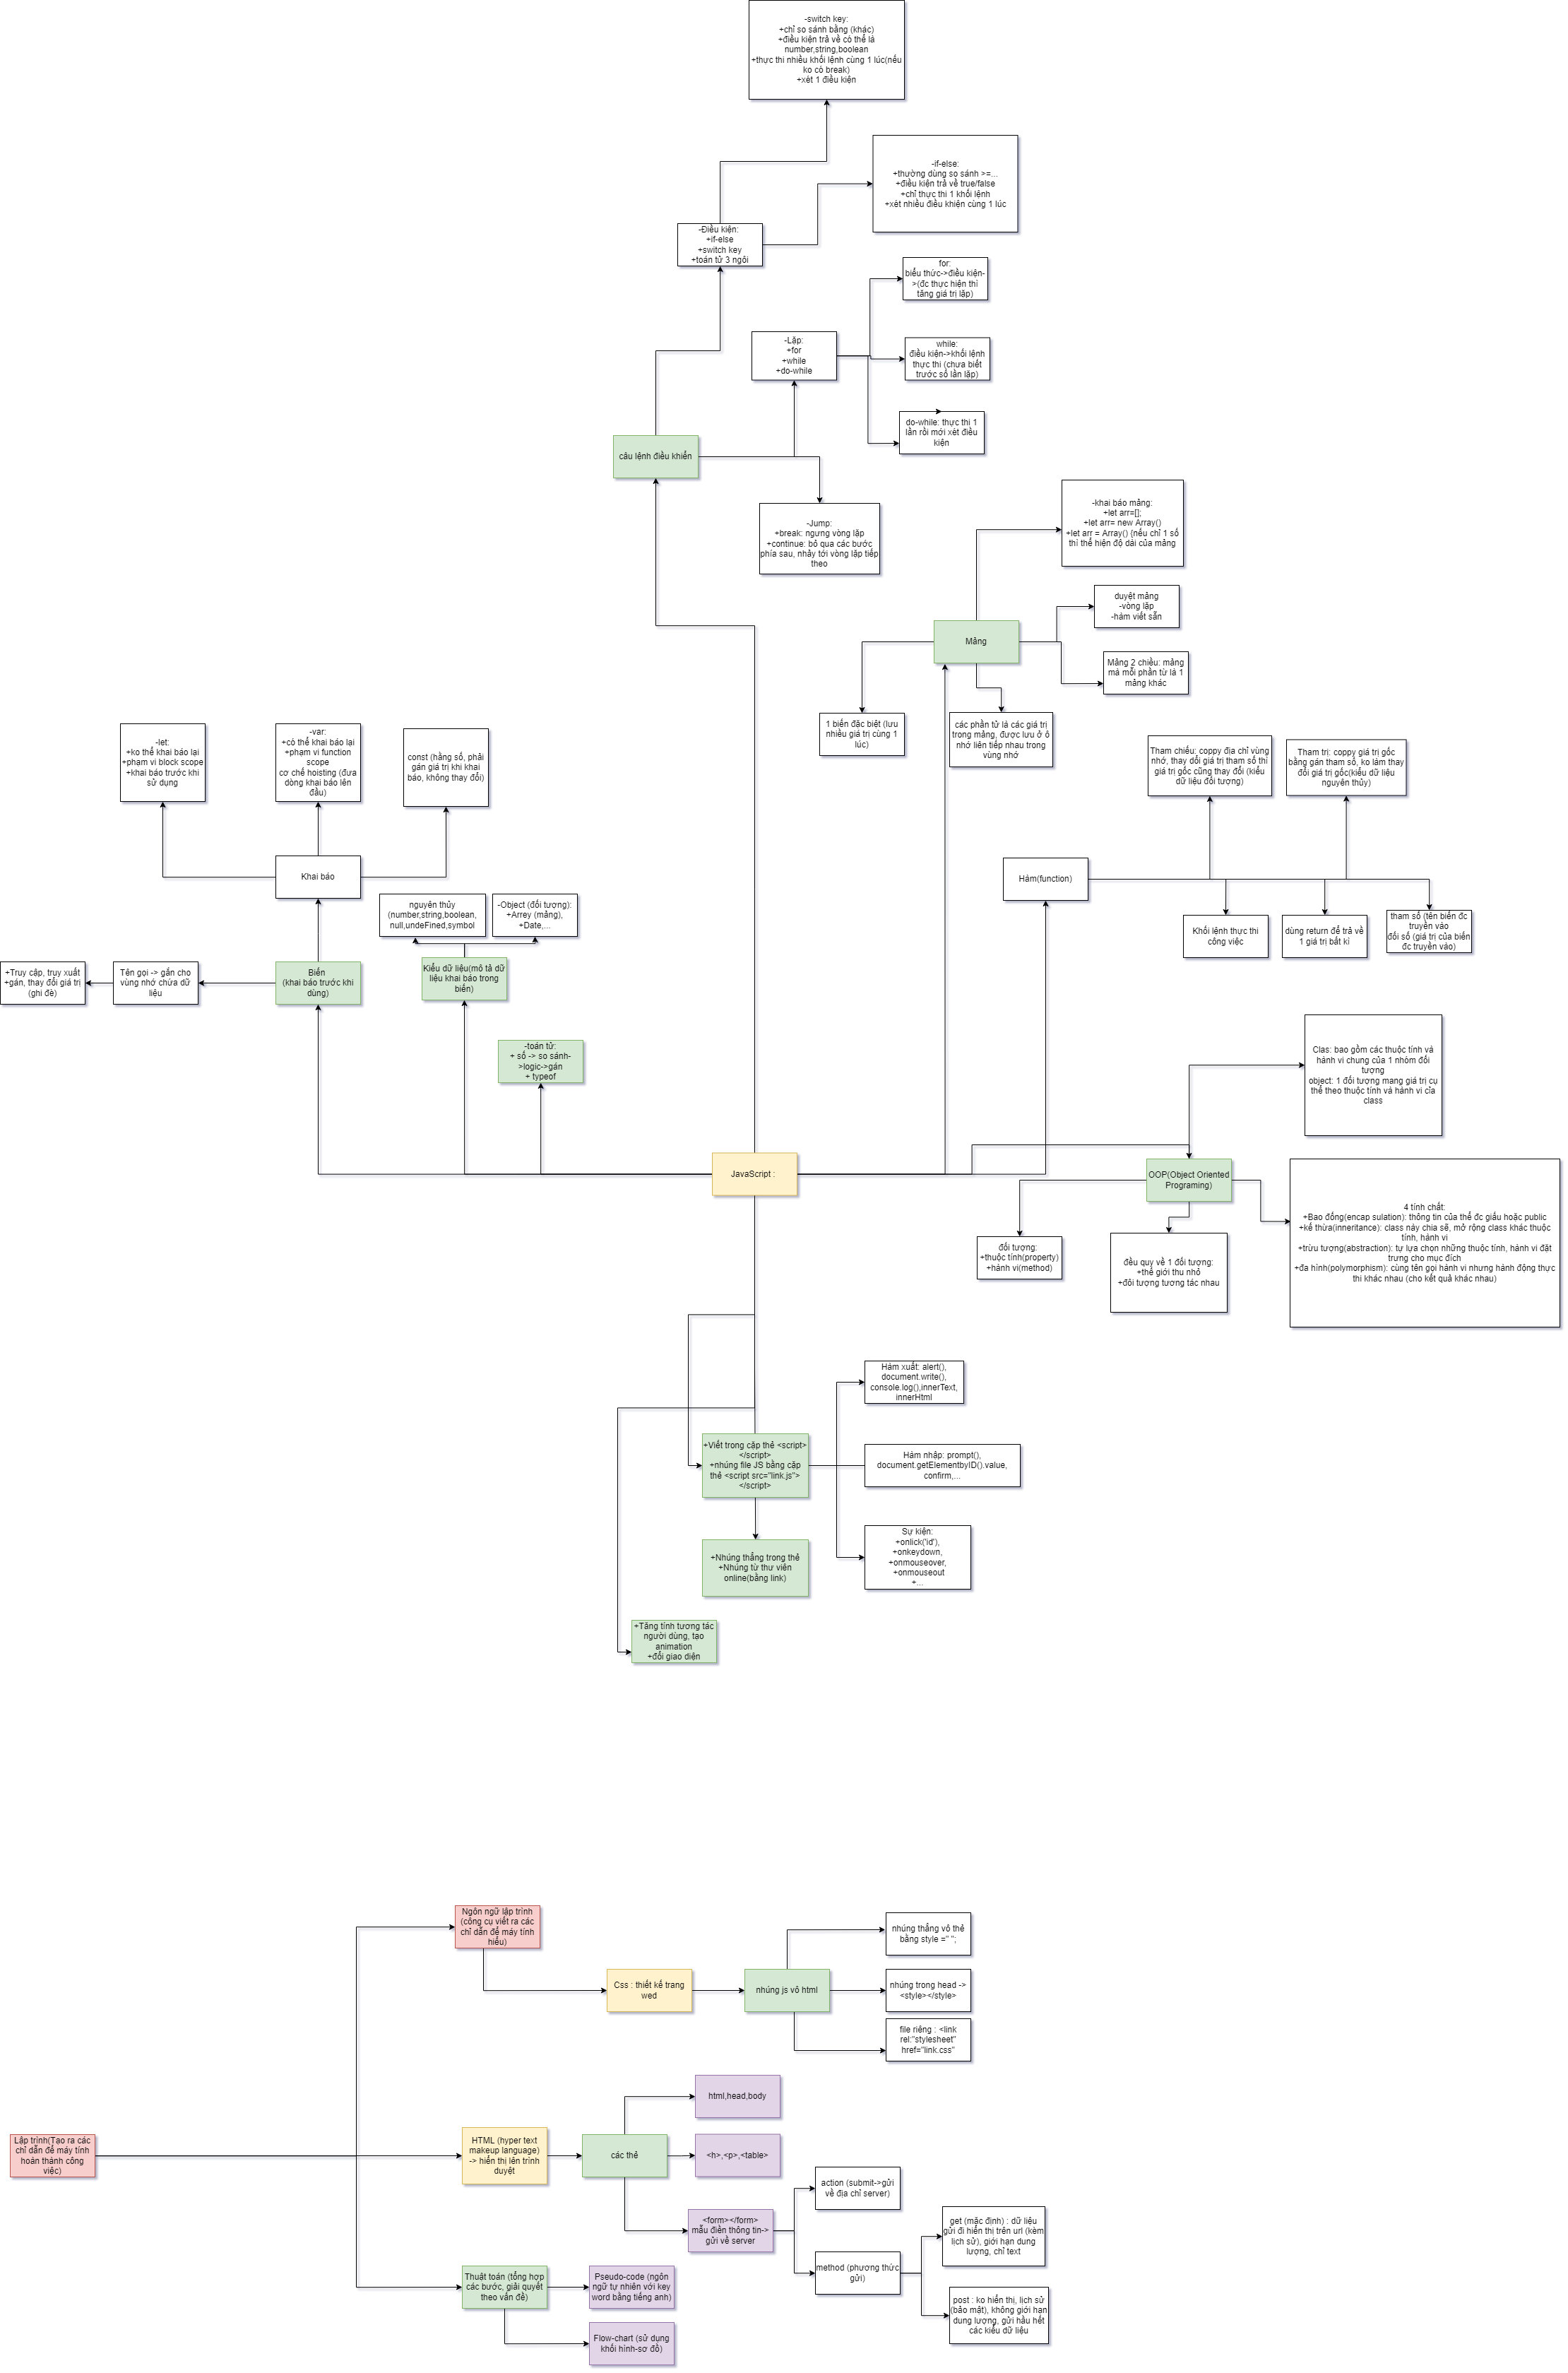 -switch key:
+chỉ so sánh bằng (khác)
+điều kiện trả về có thể là
number,string,boolean
+thực thi nhiều khối lệnh cùng 1 lúc(nếu
ko có break)
+xét 1 điều kiện
-if-else:
+thường dùng so sánh >=...
+điều kiện trả về true/false
+chỉ thực thi 1 khối lệnh
+xét nhiều điều khiện cùng 1 lúc
-Điều kiện:
+if-else
+switch key
+toán tử 3 ngôi
for:
biểu thức->điều kiện-
>(đc thực hiện thì
tăng giá trị lặp)
-Lặp:
+for
+while
+do-while
while:
điều kiện->khối lệnh
thực thi (chưa biết
trước số lần lặp)
do-while: thực thi 1
lần rồi mới xét điều
kiện
câu lệnh điều khiển
-Jump:
+break: ngưng vòng lặp
+continue: bỏ qua các bước
phía sau, nhảy tới vòng lặp tiếp
theo
-khai báo mảng:
+let arr=[];
+let arr= new Array()
+let arr = Array() {nếu chỉ 1 số
thì thể hiện độ dài của mảng
duyệt mảng
-vòng lặp
-hàm viết sẵn
Mảng
Mảng 2 chiều: mảng
mà mỗi phần từ là 1
mảng khác
1 biến đặc biệt (lưu
nhiều giá trị cùng 1
lúc)
các phần tử là các giá trị
trong mảng, được lưu ở ô
nhớ liên tiếp nhau trong
vùng nhớ
-let:
+ko thể khai báo lại
+phạm vi block scope
+khai báo trước khi
sử dụng
-var:
+có thể khai báo lại
+phạm vi function
scope
cơ chế hoisting (đưa
dòng khai báo lên
đầu)
const (hằng số, phải
gán giá trị khi khai
báo, không thay đổi)
Tham chiếu: coppy địa chỉ vùng
nhớ, thay dổi giá trị tham số thì
giá trị gốc cũng thay đổi (kiểu
dữ liệu đối tượng)
Tham trị: coppy giá trị gốc
bằng gán tham số, ko làm thay
đổi giá trị gốc(kiểu dữ liệu
nguyên thủy)
Khai báo
Hàm(function)
nguyên thủy
(number,string,boolean,
null,undeFined,symbol
-Object (đối tượng):
+Arrey (mảng),
+Date,...
Khối lệnh thực thi
công việc
dùng return để trả về
1 giá trị bất kì
tham số (tên biến đc
truyền vào
đối số (giá trị của biến
đc truyền vào)
+Truy cập, truy xuất
+gán, thay đổi giá trị
(ghi đè)
Tên gọi -> gắn cho
vùng nhớ chứa dữ
liệu
Biến
(khai báo trước khi
dùng)
Kiểu dữ liệu(mô tả dữ
liệu khai báo trong
biến)
-toán tử:
+ số -> so sánh-
>logic->gán
+ typeof
Clas: bao gồm các thuộc tính và
hành vi chung của 1 nhóm đối
tượng
object: 1 đối tượng mang giá trị cụ
thể theo thuộc tính và hành vi cỉa
class
JavaScript :
OOP(Object Oriented
Programing)
4 tính chất:
+Bao đống(encap sulation): thông tin của thể đc giấu hoặc public
+kế thừa(inneritance): class này chia sẽ, mở rộng class khác thuộc
tính, hành vi
+trừu tượng(abstraction): tự lựa chọn những thuộc tính, hành vi đặt
trưng cho mục đích
+đa hình(polymorphism): cùng tên gọi hành vi nhưng hành động thực
thi khác nhau (cho kết quả khác nhau)
đối tượng:
+thuộc tính(property)
+hành vi(method)
đều quy về 1 đối tượng:
+thế giới thu nhỏ
+đôi tượng tương tác nhau
Hàm xuất: alert(),
document.write(),
console.log(),innerText,
innerHtml
+Viết trong cặp thẻ <script>
</script>
+nhúng file JS bằng cặp
thẻ <script src="link.js">
</script>
Hàm nhập: prompt(),
document.getElementbyID().value,
confirm,...
Sự kiện:
+onlick('id'),
+onkeydown,
+onmouseover,
+onmouseout
+...
+Nhúng thẳng trong thẻ
+Nhúng từ thư viên
online(bằng link)
+Tăng tính tương tác
người dùng, tạo
animation
+đổi giao diện
Ngôn ngữ lập trình
(công cụ viết ra các
chỉ dẫn để máy tính
hiểu)
nhúng thẳng vô thẻ
bằng style =" ";
Css : thiết kế trang
wed
nhúng js vô html
nhúng trong head ->
<style></style>
file riêng : <link
rel:"stylesheet"
href="link.css"
html,head,body
Lập trình(Tạo ra các
chỉ dẫn để máy tính
hoàn thành công
việc)
HTML (hyper text
makeup language)
-> hiển thị lên trình
duyệt
các thẻ
<h>,<p>,<table>
action (submit->gửi
về địa chỉ server)
<form></form>
mẫu điền thông tin->
gửi về server
get (mặc định) : dữ liệu
gửi đi hiển thị trên url (kèm
lịch sử), giới hạn dung
lượng, chỉ text
method (phương thức
gửi)
Thuật toán (tổng hợp
các bước, giải quyết
theo vấn đề)
Pseudo-code (ngôn
ngữ tự nhiên với key
word bằng tiếng anh)
post : ko hiển thị, lịch sử
(bảo mật), không giới hạn
dung lượng, gửi hầu hết
các kiểu dữ liệu
Flow-chart (sử dụng
khối hình-sơ đồ)